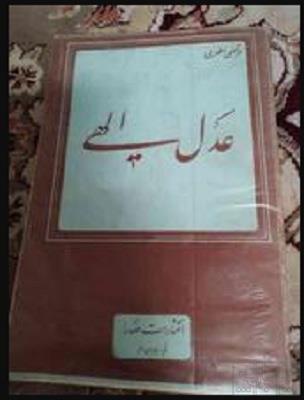 مرتضی مطهری
عدل الهی
انتشارات صدرا